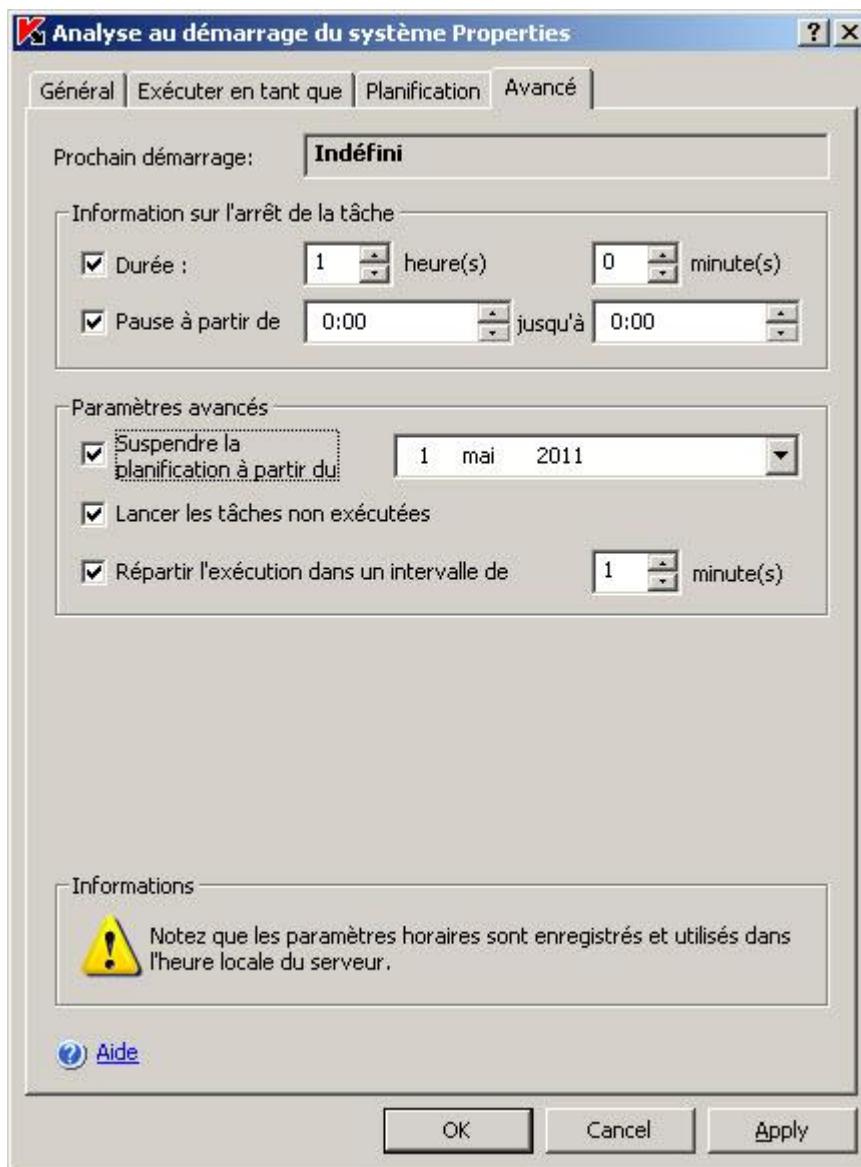 Analyse au démarrage du système Properties
Général Exécuter en tant que Planification Avancé
Prochain démarrage: Indéfini
Information sur l'arrêt de la tâche
Durée : 1 heure(s) 0 minute(s)
Pause à partir de 0:00 jusqu'à 0:00
Paramètres avancés
Suspendre la
planification à partir du 1 mai 2011
Lancer les tâches non exécutées
Répartir l'exécution dans un intervalle de 1 minute(s)
Informations
Notez que les paramètres horaires sont enregistrés et utilisés dans
l'heure locale du serveur.
Aide
OK Cancel Apply